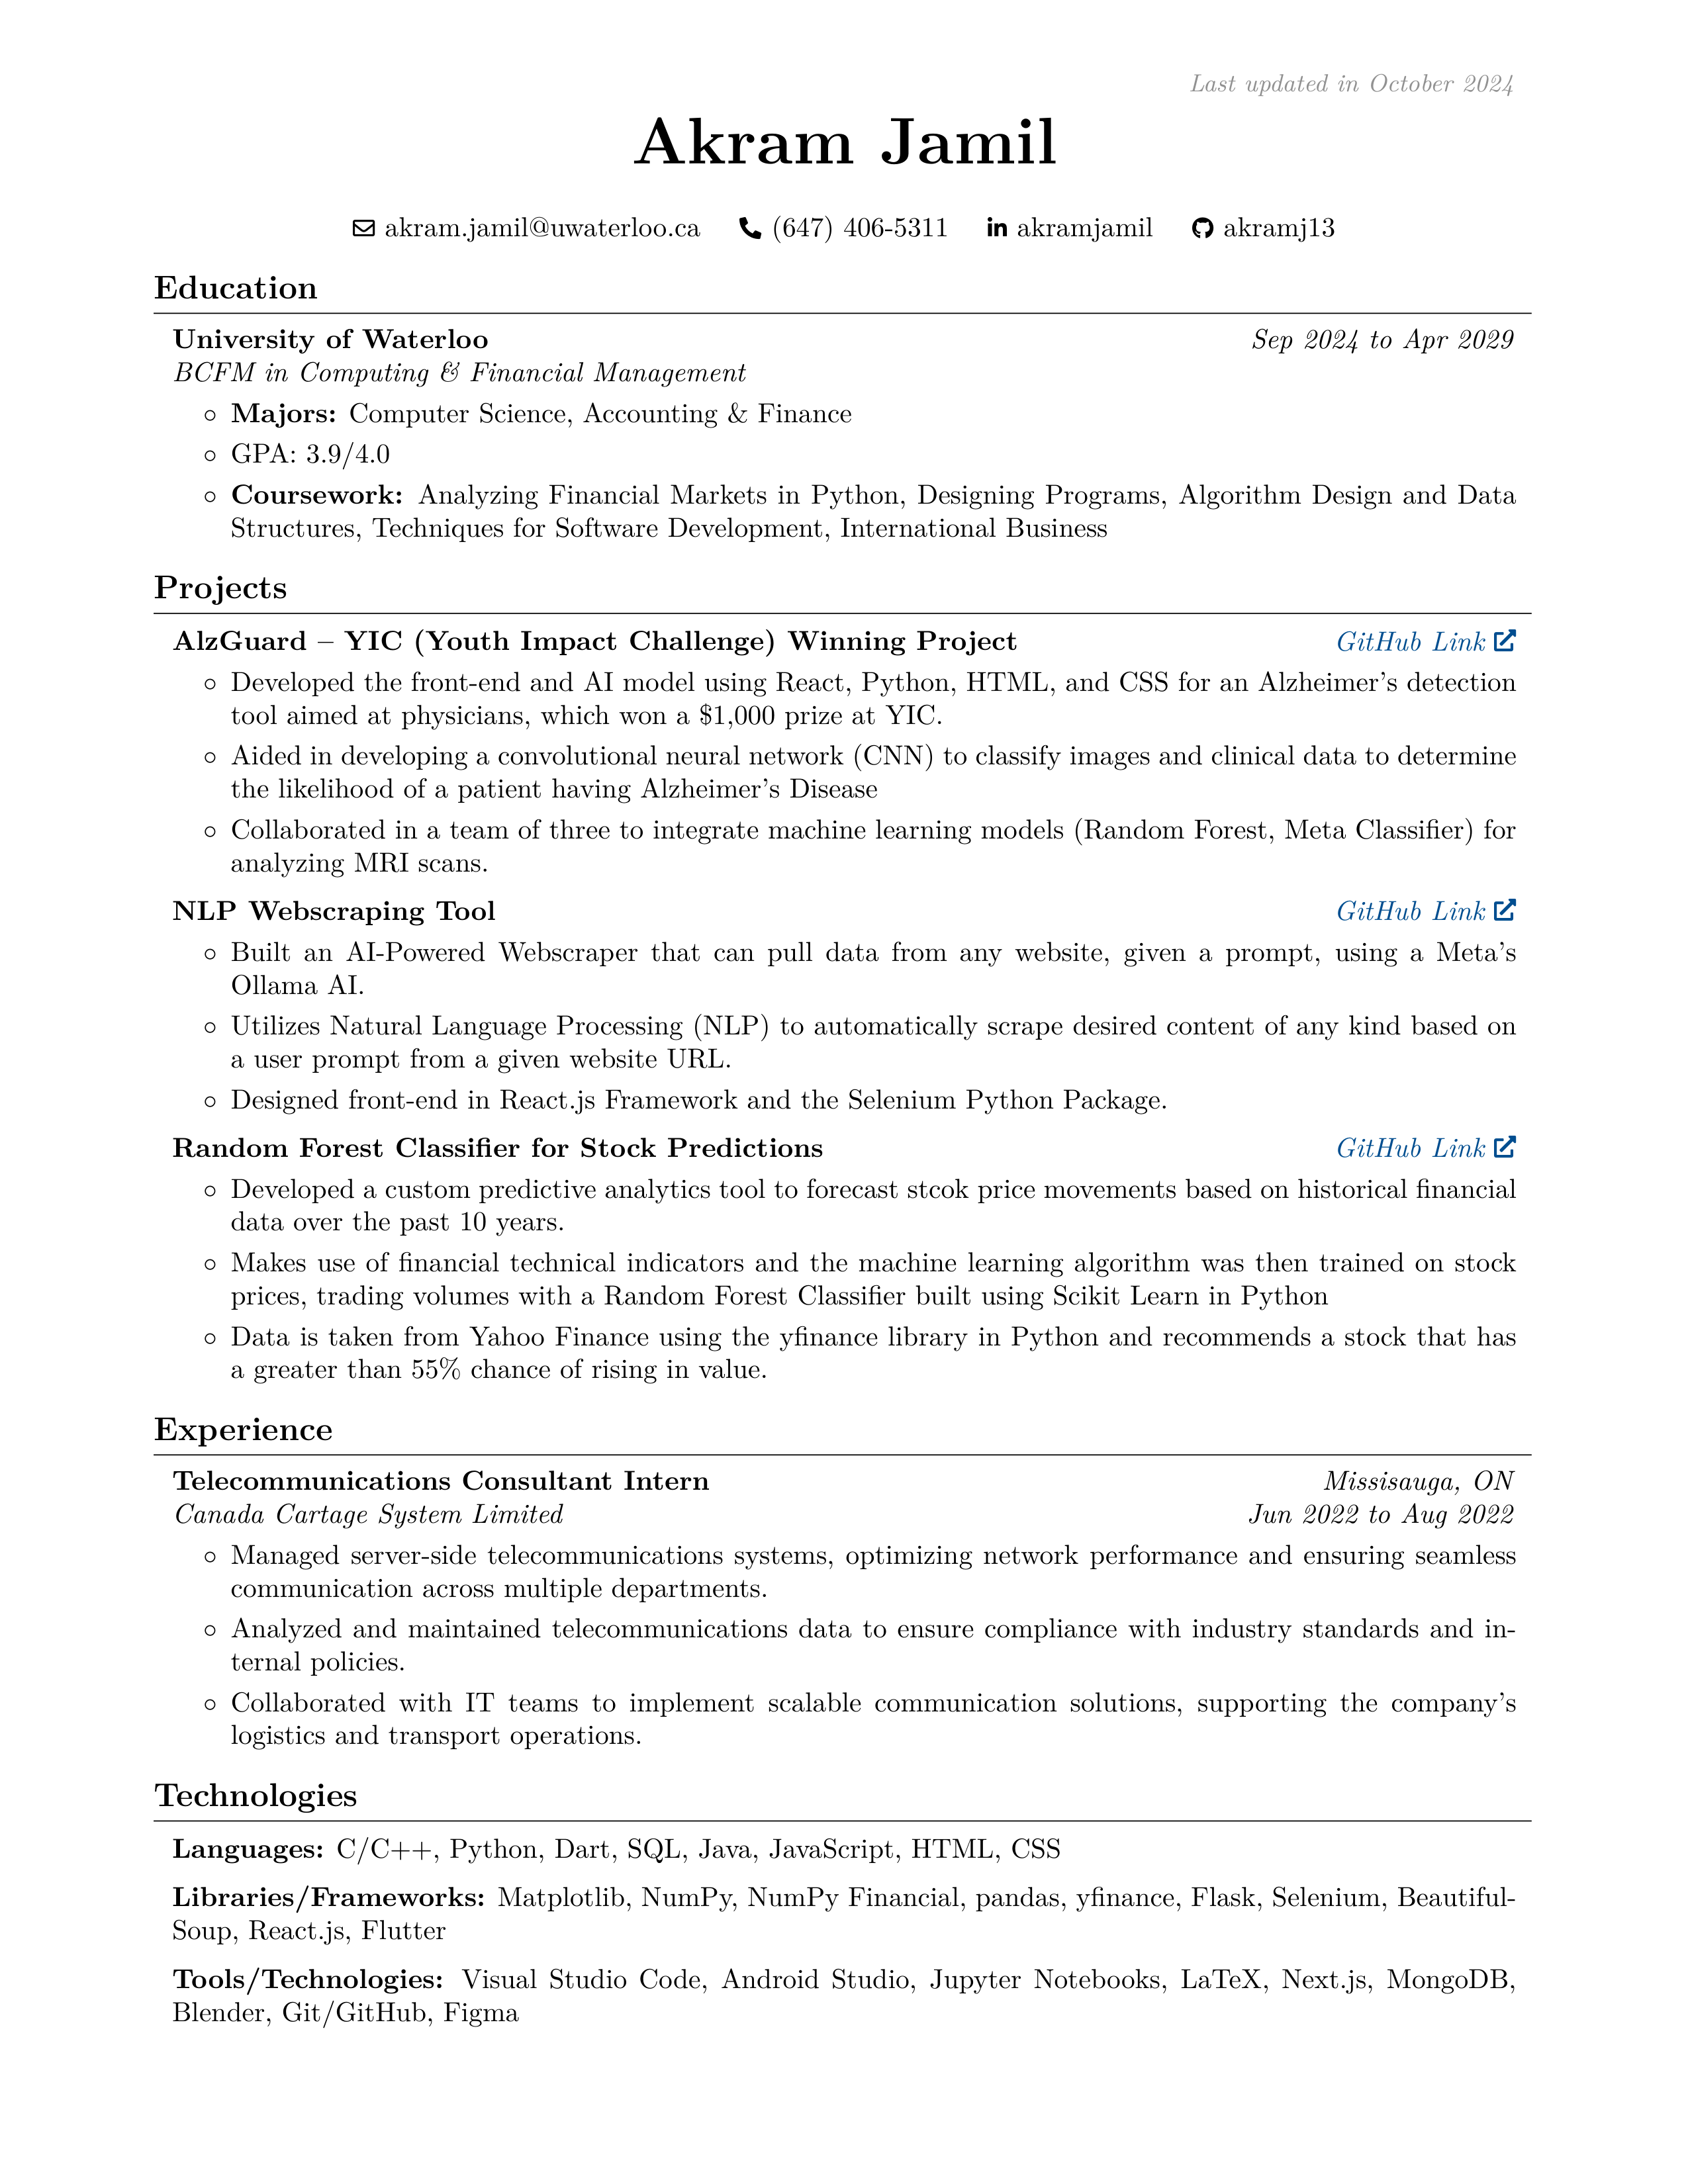 Last updated in October 2024
Akram Jamil
akram.jamil@uwaterloo.ca (647) 406-5311 akramjamil akramj13
Education
University of Waterloo Sep 2024 to Apr 2029
BCFM in Computing & Financial Management
◦ Majors: Computer Science, Accounting & Finance
◦ GPA: 3.9/4.0
◦ Coursework: Analyzing Financial Markets in Python, Designing Programs, Algorithm Design and Data
Structures, Techniques for Software Development, International Business
Projects
AlzGuard – YIC (Youth Impact Challenge) Winning Project GitHub Link
◦ Developed the front-end and AI model using React, Python, HTML, and CSS for an Alzheimer's detection
tool aimed at physicians, which won a $1,000 prize at YIC.
◦ Aided in developing a convolutional neural network (CNN) to classify images and clinical data to determine
the likelihood of a patient having Alzheimer's Disease
◦ Collaborated in a team of three to integrate machine learning models (Random Forest, Meta Classifier) for
analyzing MRI scans.
NLP Webscraping Tool GitHub Link
◦ Built an AI-Powered Webscraper that can pull data from any website, given a prompt, using a Meta's
Ollama AI.
◦ Utilizes Natural Language Processing (NLP) to automatically scrape desired content of any kind based on
a user prompt from a given website URL.
◦ Designed front-end in React.js Framework and the Selenium Python Package.
Random Forest Classifier for Stock Predictions GitHub Link
◦ Developed a custom predictive analytics tool to forecast stcok price movements based on historical financial
data over the past 10 years.
◦ Makes use of financial technical indicators and the machine learning algorithm was then trained on stock
prices, trading volumes with a Random Forest Classifier built using Scikit Learn in Python
◦ Data is taken from Yahoo Finance using the yfinance library in Python and recommends a stock that has
a greater than 55% chance of rising in value.
Experience
Telecommunications Consultant Intern Missisauga, ON
Canada Cartage System Limited Jun 2022 to Aug 2022
◦ Managed server-side telecommunications systems, optimizing network performance and ensuring seamless
communication across multiple departments.
◦ Analyzed and maintained telecommunications data to ensure compliance with industry standards and in-
ternal policies.
◦ Collaborated with IT teams to implement scalable communication solutions, supporting the company's
logistics and transport operations.
Technologies
Languages: C/C++, Python, Dart, SQL, Java, JavaScript, HTML, CSS
Libraries/Frameworks: Matplotlib, NumPy, NumPy Financial, pandas, yfinance, Flask, Selenium, Beautiful-
Soup, React.js, Flutter
Tools/Technologies: Visual Studio Code, Android Studio, Jupyter Notebooks, LaTeX, Next.js, MongoDB,
Blender, Git/GitHub, Figma